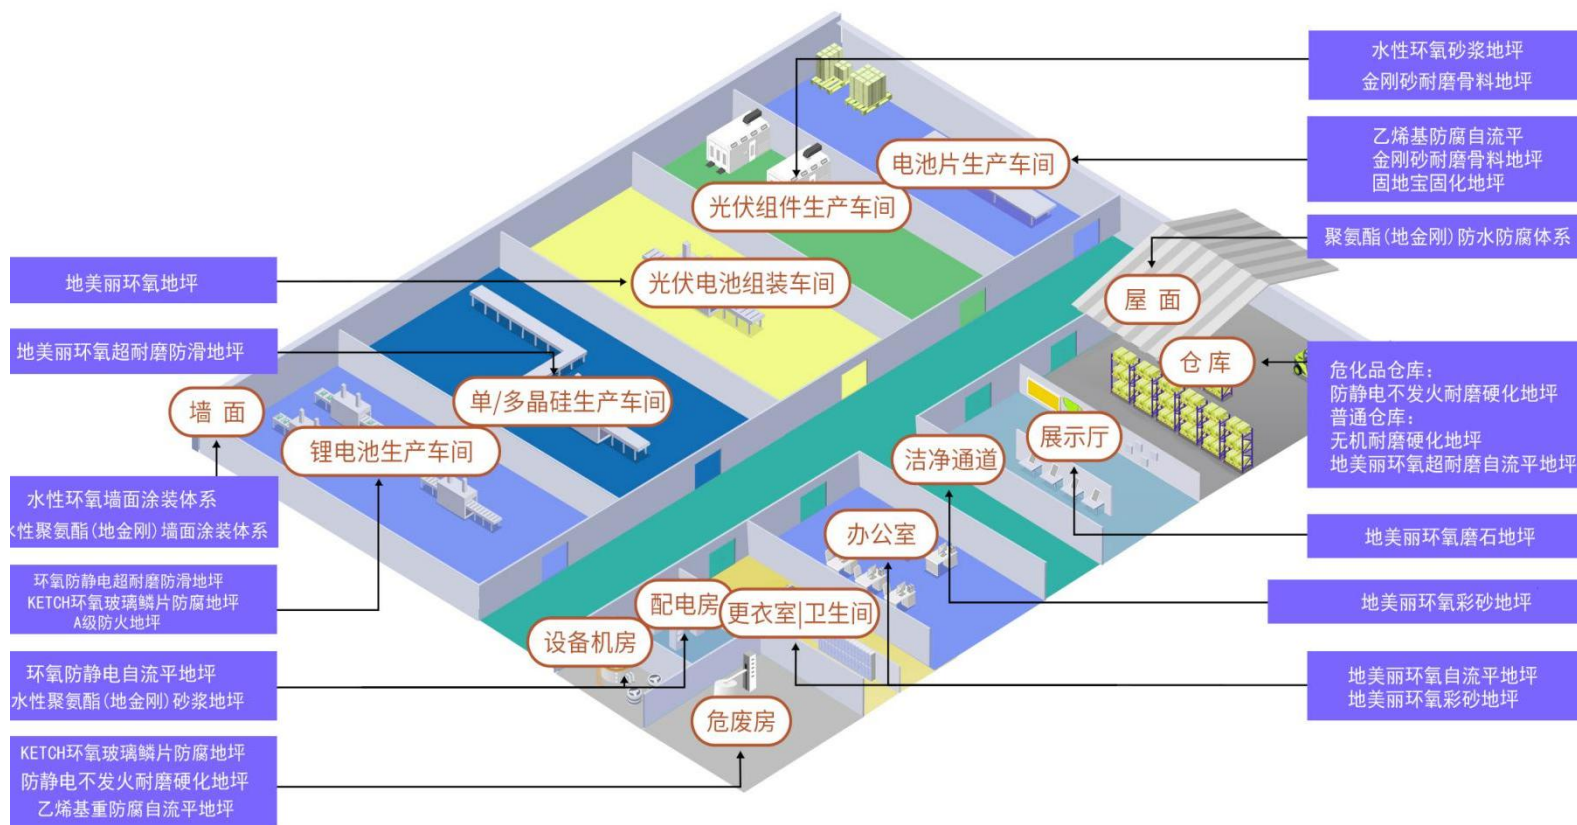 水性环氧砂浆地坪
金刚砂耐磨骨料地坪
乙烯基防腐自流平
金刚砂耐磨骨料地坪
固地宝固化地坪
聚氨酯(地金刚)防水防腐体系
危化品仓库：
防静电不发火耐磨硬化地坪
普通仓库：
无机耐磨硬化地坪
地美丽环氧超耐磨自流平地坪
地美丽环氧磨石地坪
地美丽环氧彩砂地坪
地美丽环氧自流平地坪
地美丽环氧彩砂地坪
电池片生产车间
光伏组件生产车间
光伏电池组装车间
单/多晶硅生产车间
锂电池生产车间
墙 面
屋 面
仓 库
展示厅
洁净通道
办公室
更衣室|卫生间
配电房
设备机房
危废房
地美丽环氧地坪
地美丽环氧超耐磨防滑地坪
水性环氧墙面涂装体系
水性聚氨酯(地金刚)墙面涂装体系
环氧防静电超耐磨防滑地坪
KETCH环氧玻璃鳞片防腐地坪
A级防火地坪
环氧防静电自流平地坪
水性聚氨酯(地金刚)砂浆地坪
KETCH环氧玻璃鳞片防腐地坪
防静电不发火耐磨硬化地坪
乙烯基重防腐自流平地坪